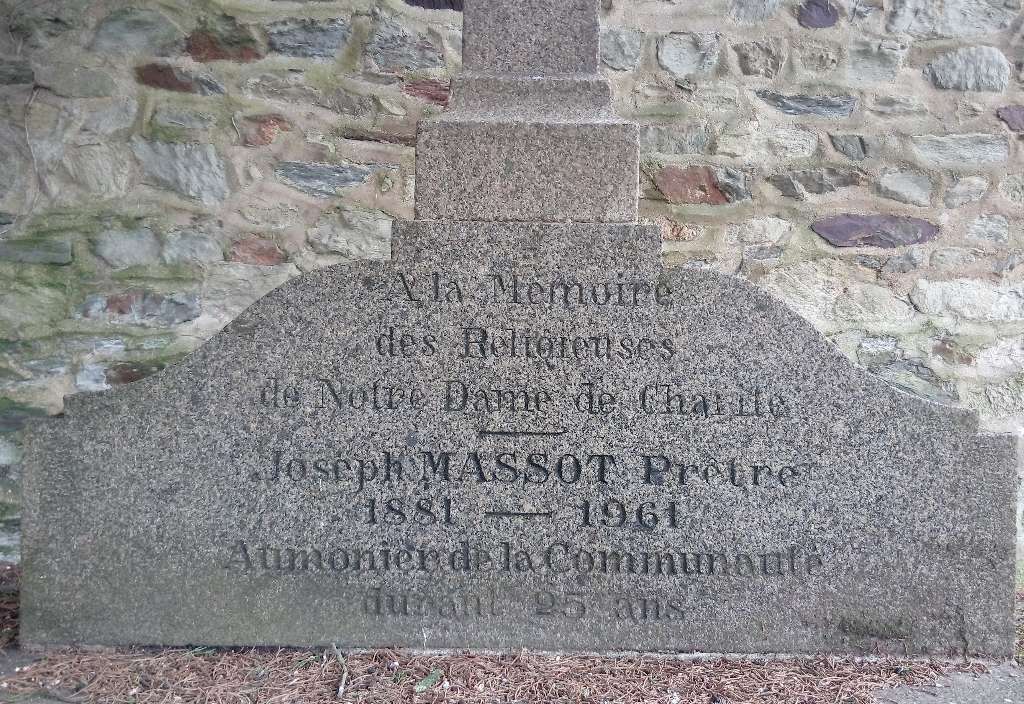 A la Mémoire
des Religieuses
de Notre Dame de Charité
Joseph MASSOT Prêtre
1881 — 1961
Aumonier de la Communauté
durant 25 ans